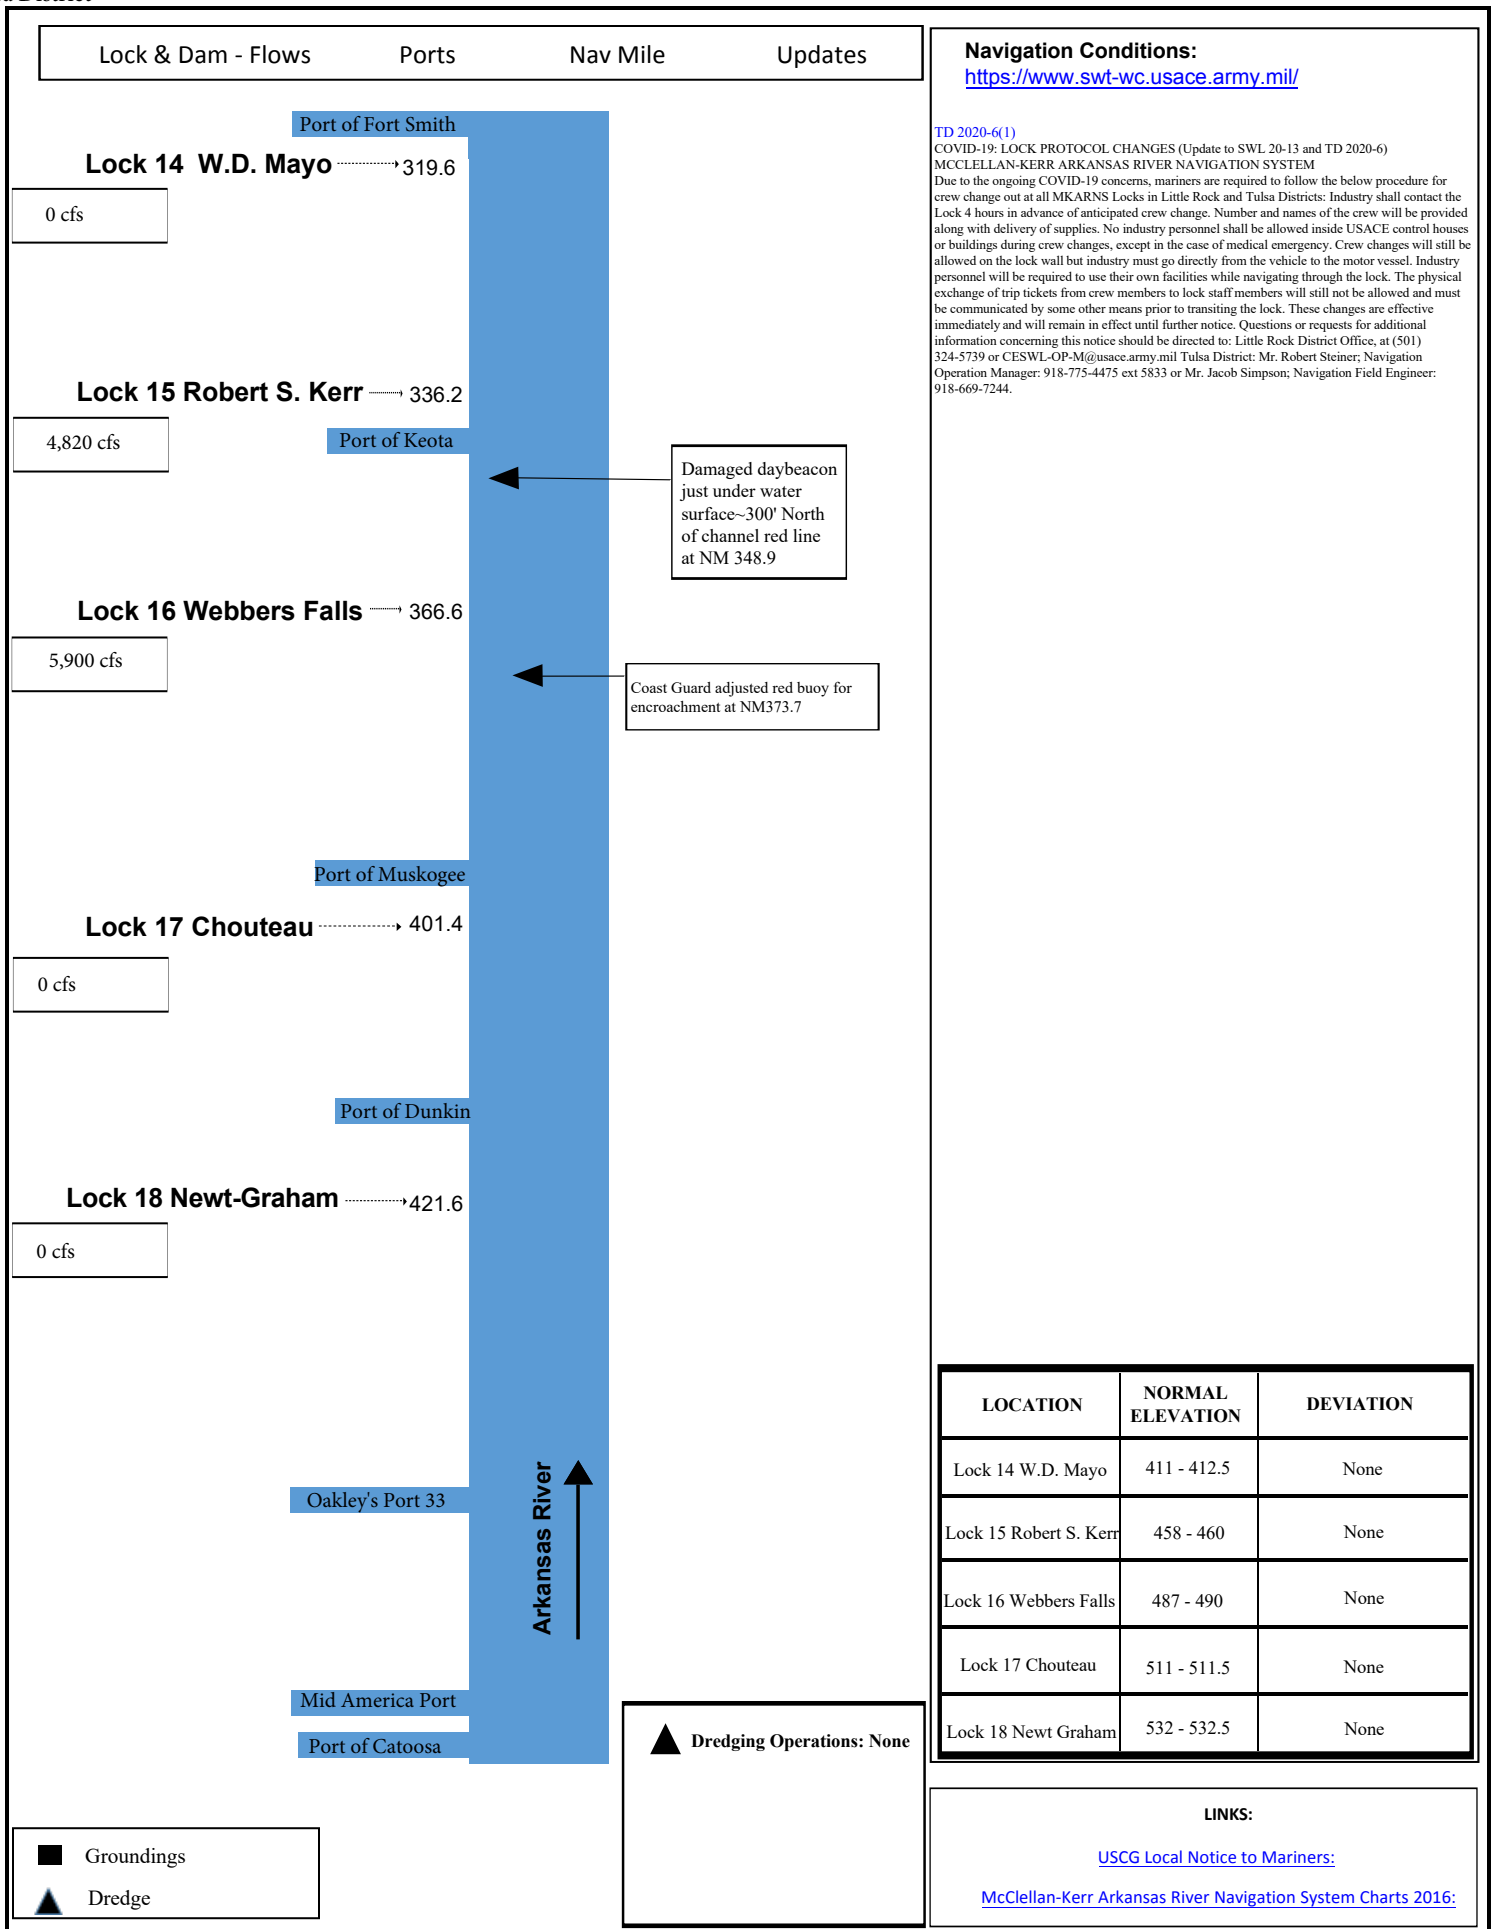 Lock & Dam - Flows Ports Nav Mile Updates
Port of Fort Smith
Lock 14 W.D. Mayo 319.6
0 cfs
Lock 15 Robert S. Kerr 336.2
4,820 cfs
Port of Keota
Damaged daybeacon
just under water
surface~300' North
of channel red line
at NM 348.9
Lock 16 Webbers Falls 366.6
5,900 cfs
Coast Guard adjusted red buoy for
encroachment at NM373.7
Port of Muskogee
Lock 17 Chouteau 401.4
0 cfs
Port of Dunkin
Lock 18 Newt-Graham 421.6
0 cfs
Oakley's Port 33
Arkansas River
Mid America Port
Port of Catoosa
Dredging Operations: None
Groundings
Dredge
Navigation Conditions:
https://www.swt-wc.usace.army.mil/
TD 2020-6(1)
COVID-19: LOCK PROTOCOL CHANGES (Update to SWL 20-13 and TD 2020-6)
MCCLELLAN-KERR ARKANSAS RIVER NAVIGATION SYSTEM
Due to the ongoing COVID-19 concerns, mariners are required to follow the below procedure for
crew change out at all MKARNS Locks in Little Rock and Tulsa Districts: Industry shall contact the
Lock 4 hours in advance of anticipated crew change. Number and names of the crew will be provided
along with delivery of supplies. No industry personnel shall be allowed inside USACE control houses
or buildings during crew changes, except in the case of medical emergency. Crew changes will still be
allowed on the lock wall but industry must go directly from the vehicle to the motor vessel. Industry
personnel will be required to use their own facilities while navigating through the lock. The physical
exchange of trip tickets from crew members to lock staff members will still not be allowed and must
be communicated by some other means prior to transiting the lock. These changes are effective
immediately and will remain in effect until further notice. Questions or requests for additional
information concerning this notice should be directed to: Little Rock District Office, at (501)
324-5739 or CESWL-OP-M@usace.army.mil Tulsa District: Mr. Robert Steiner; Navigation
Operation Manager: 918-775-4475 ext 5833 or Mr. Jacob Simpson; Navigation Field Engineer:
918-669-7244.
LOCATION NORMAL ELEVATION DEVIATION
Lock 14 W.D. Mayo 411 - 412.5 None
Lock 15 Robert S. Kerr 458 - 460 None
Lock 16 Webbers Falls 487 - 490 None
Lock 17 Chouteau 511 - 511.5 None
Lock 18 Newt Graham 532 - 532.5 None
LINKS:
USCG Local Notice to Mariners:
McClellan-Kerr Arkansas River Navigation System Charts 2016: